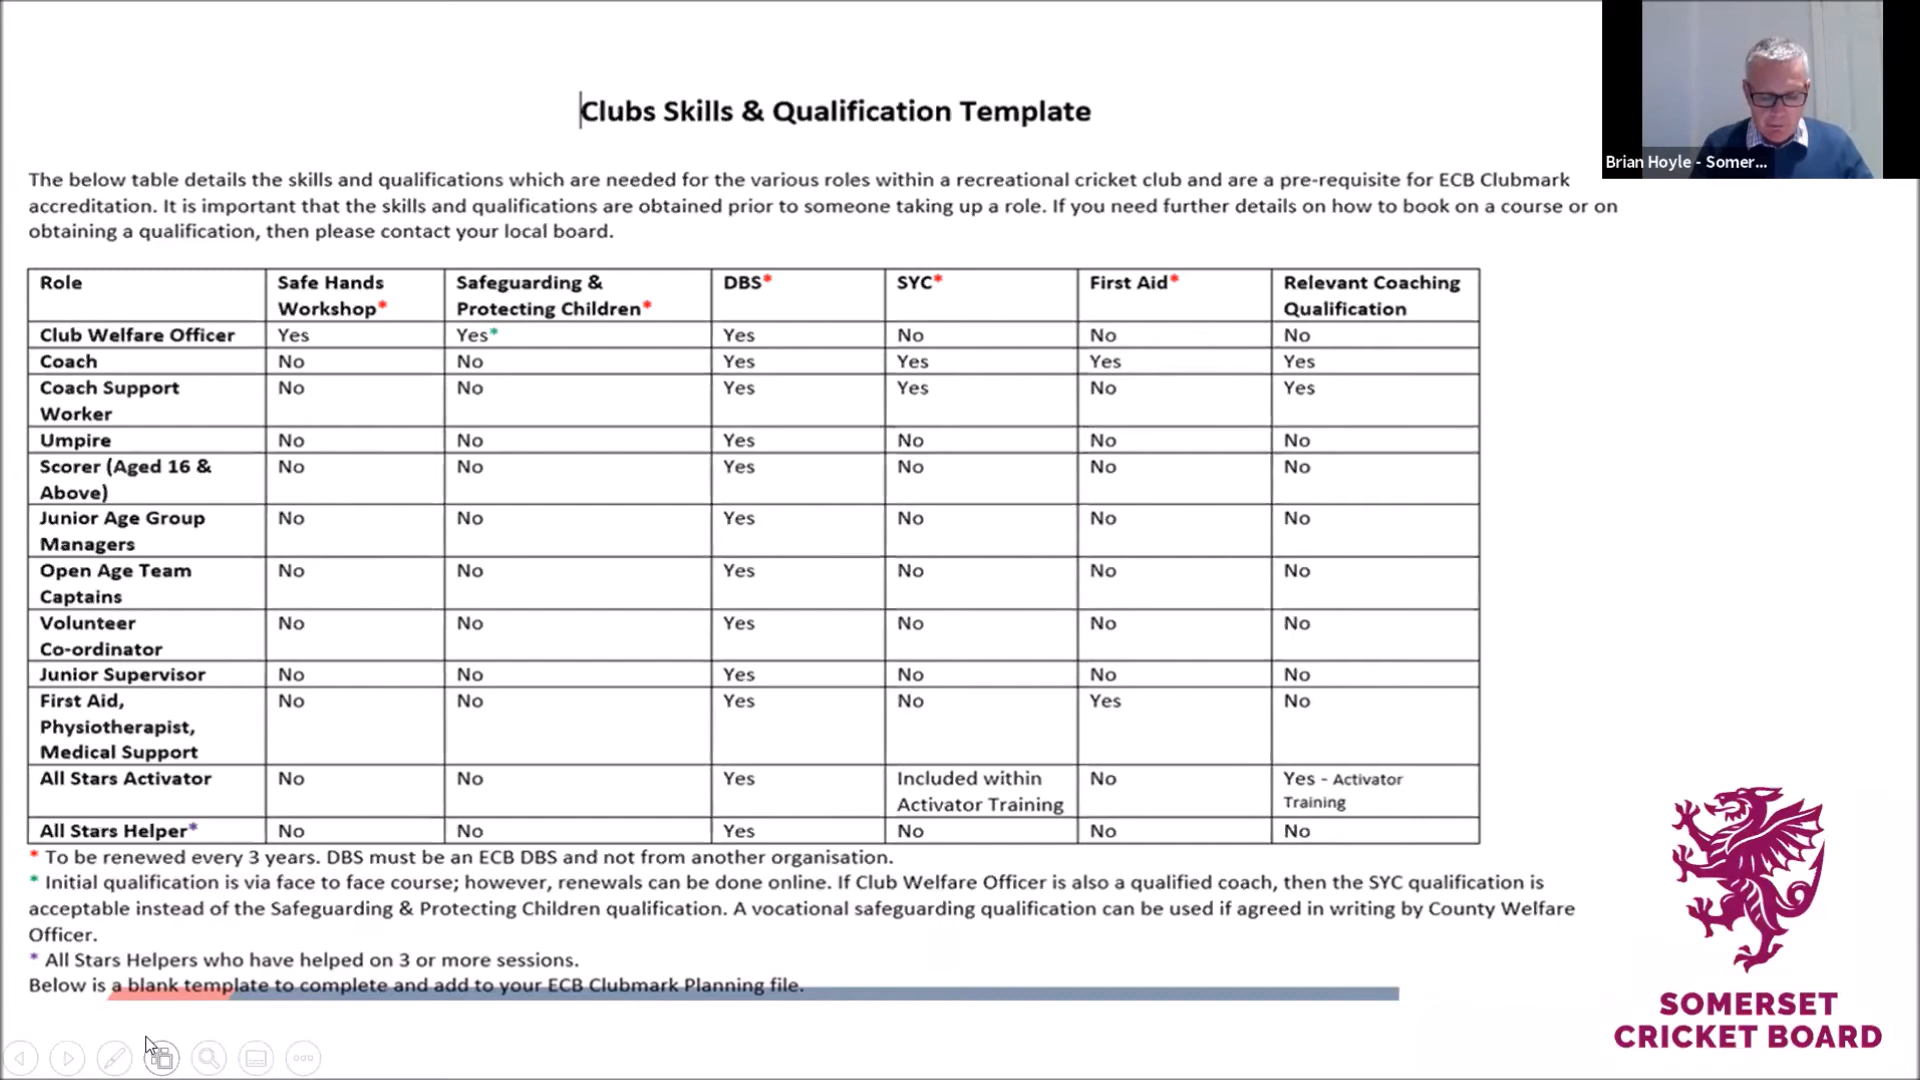 Clubs Skills & Qualification Template
Brian Hoyle - Somer...
The below table details the skills and qualifications which are needed for the various roles within a recreational cricket club and are a pre-requisite for ECB Clubmark
accreditation. It is important that the skills and qualifications are obtained prior to someone taking up a role. If you need further details on how to book on a course or on
obtaining a qualification, then please contact your local board.
Role Safe Hands Workshop* Safeguarding & Protecting Children* DBS* SYC* First Aid* Relevant Coaching Qualification
Club Welfare Officer Yes Yes* Yes No No No
Coach No No Yes Yes Yes Yes
Coach Support Worker No No Yes Yes No Yes
Umpire No No Yes No No No
Scorer (Aged 16 & Above) No No Yes No No No
Junior Age Group Managers No No Yes No No No
Open Age Team Captains No No Yes No No No
Volunteer Co-ordinator No No Yes No No No
Junior Supervisor No No Yes No No No
First Aid, Physiotherapist, Medical Support No No Yes No Yes No
All Stars Activator No No Yes Included within Activator Training No Yes - Activator Training
All Stars Helper* No No Yes No No No
* To be renewed every 3 years. DBS must be an ECB DBS and not from another organisation.
* Initial qualification is via face to face course; however, renewals can be done online. If Club Welfare Officer is also a qualified coach, then the SYC qualification is
acceptable instead of the Safeguarding & Protecting Children qualification. A vocational safeguarding qualification can be used if agreed in writing by County Welfare
Officer.
* All Stars Helpers who have helped on 3 or more sessions.
Below is a blank template to complete and add to your ECB Clubmark Planning file.
SOMERSET
CRICKET BOARD